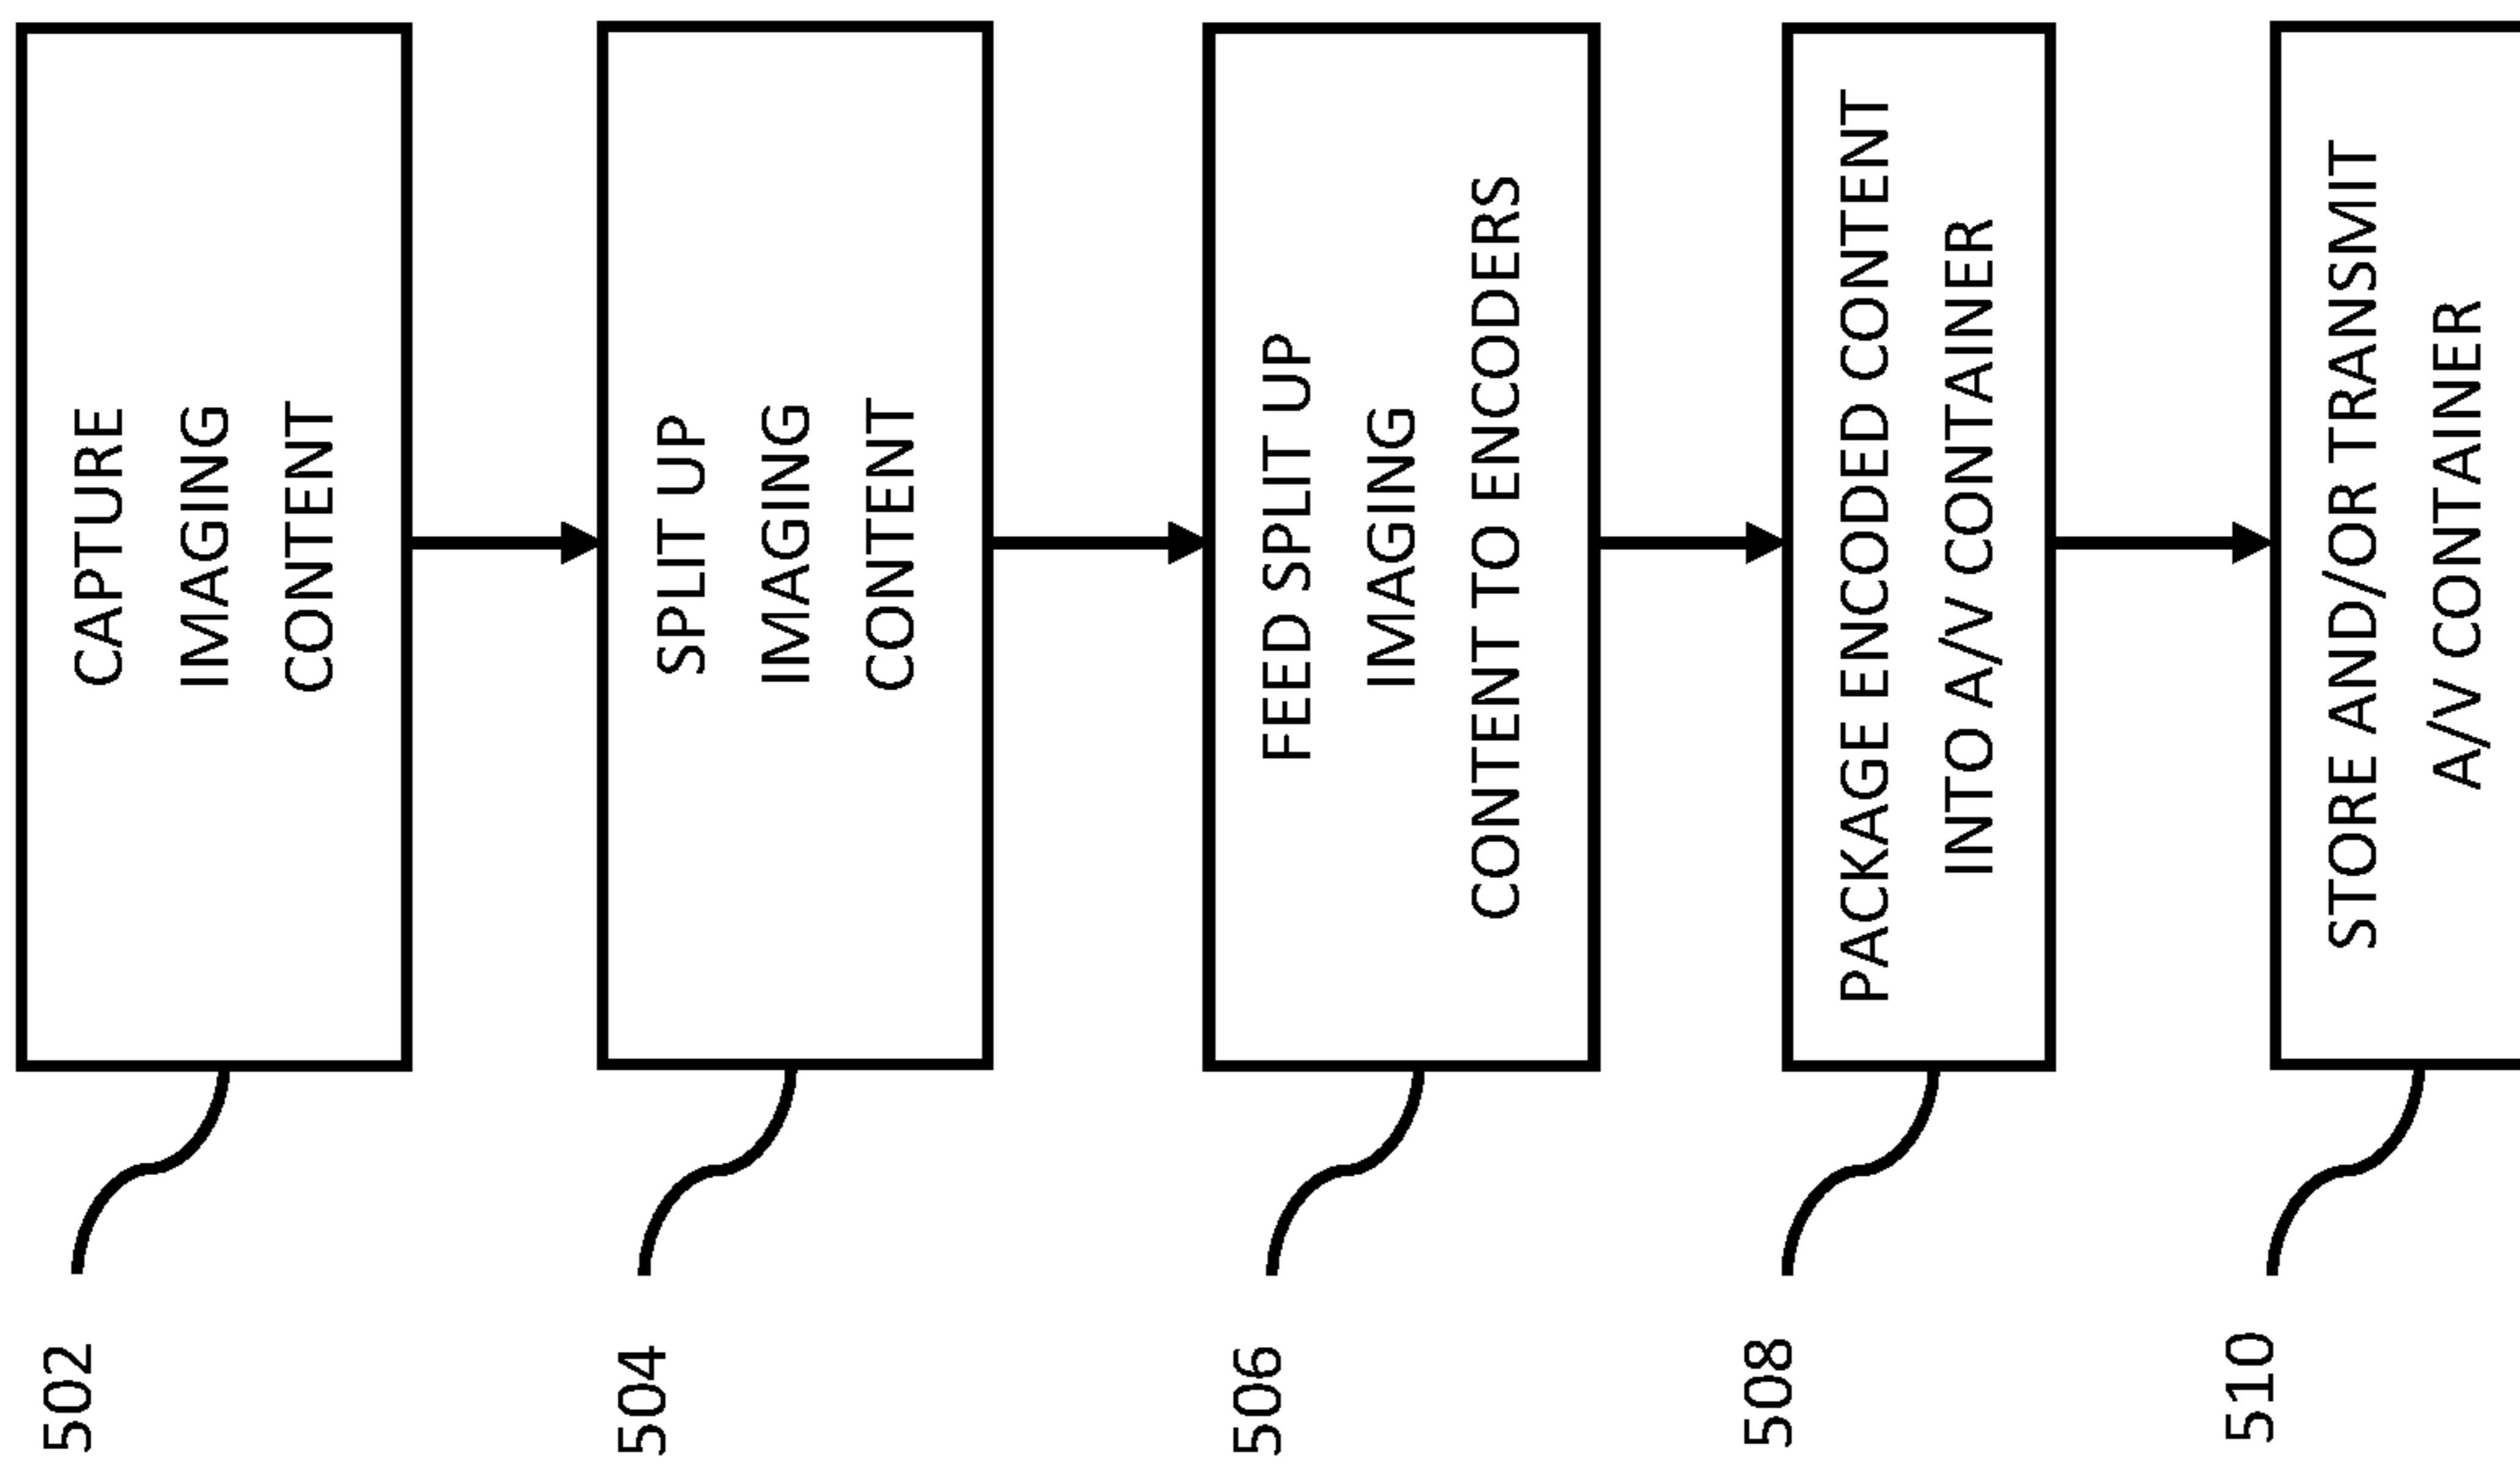 502
CAPTURE
IMAGING
CONTENT
504
SPLIT UP
IMAGING
CONTENT
506
FEED SPLIT UP
IMAGING
CONTENT TO ENCODERS
508
PACKAGE ENCODED CONTENT
INTO A/V CONTAINER
510
STORE AND/OR TRANSMIT
A/V CONTAINER